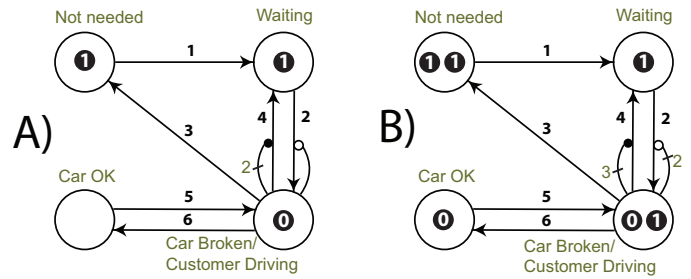 Not needed
Waiting
1
1
1
A)
3
4
2
2
Car OK
5
6
0
Car Broken/
Customer Driving
Not needed
Waiting
1 1
1
1
B)
3
4
2
3
2
Car OK
0
5
6
0 1
Car Broken/
Customer Driving